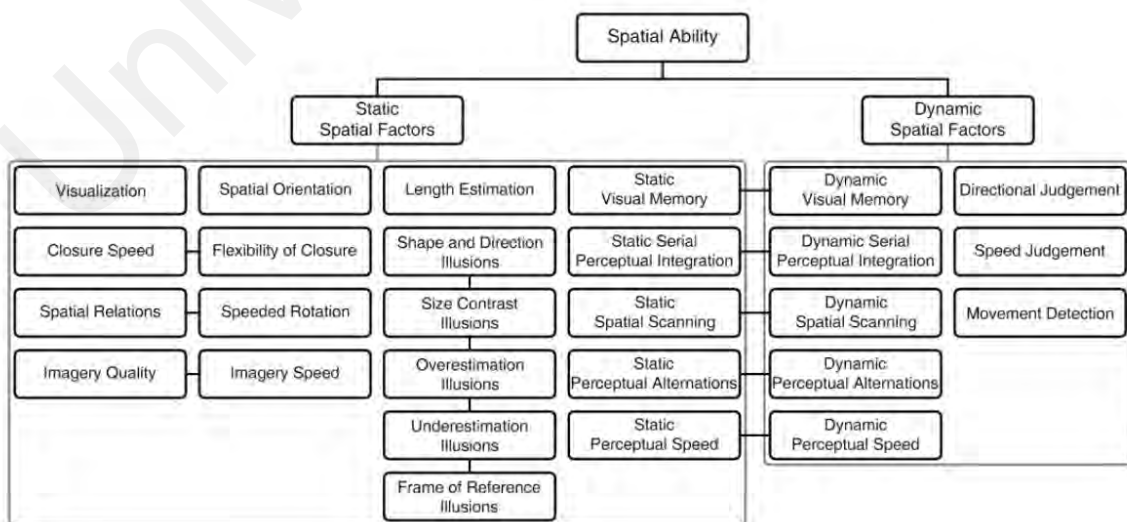 Spatial Ability
Static
Spatial Factors
Dynamic
Spatial Factors
Visualization
Spatial Orientation
Length Estimation
Static
Visual Memory
Dynamic
Visual Memory
Directional Judgement
Closure Speed
Flexibility of Closure
Shape and Direction
Illusions
Static Serial
Perceptual Integration
Dynamic Serial
Perceptual Integration
Speed Judgement
Spatial Relations
Speeded Rotation
Size Contrast
Illusions
Static
Spatial Scanning
Dynamic
Spatial Scanning
Movement Detection
Imagery Quality
Imagery Speed
Overestimation
Illusions
Static
Perceptual Alternations
Dynamic
Perceptual Alternations
Underestimation
Illusions
Static
Perceptual Speed
Dynamic
Perceptual Speed
Frame of Reference
Illusions